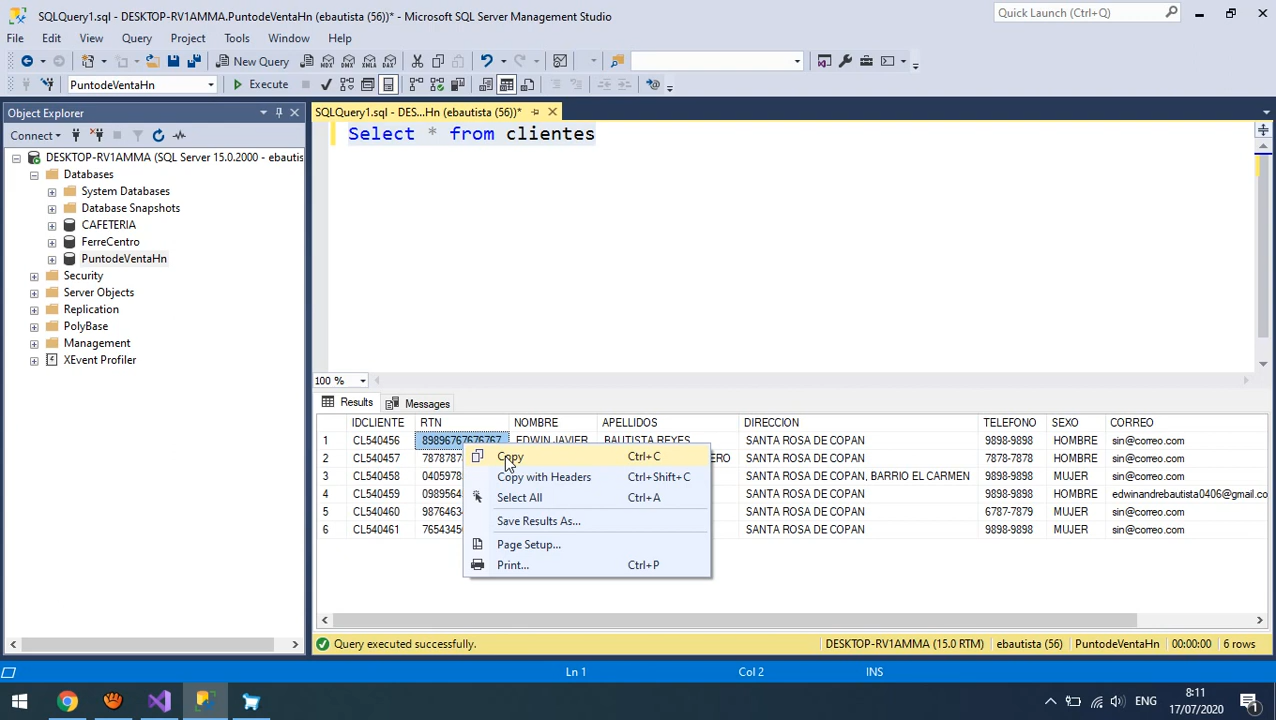 SQLQuery1.sql - DESKTOP-RV1AMMA.PuntodeVentaHn (ebautista (56))* - Microsoft SQL Server Management Studio
Quick Launch (Ctrl+Q)
File Edit View Query Project Tools Window Help
New Query
PuntodeVentaHn Execute
Object Explorer
Connect
DESKTOP-RV1AMMA (SQL Server 15.0.2000 - ebautis
Databases
System Databases
Database Snapshots
CAFETERIA
FerreCentro
PuntodeVentaHn
Security
Server Objects
Replication
PolyBase
Management
XEvent Profiler
SQLQuery1.sql - DES...Hn (ebautista (56))*
Select * from clientes
100 %
Results Messages
IDCLIENTE RTN NOMBRE APELLIDOS DIRECCION TELEFONO SEXO CORREO
1 CL540456 89896767676767 EDWIN JAVIER BAUTISTA REYES SANTA ROSA DE COPAN 9898-9898 HOMBRE sin@correo.com
2 CL540457 787878 ERO SANTA ROSA DE COPAN 7878-7878 HOMBRE sin@correo.com
3 CL540458 040578 SANTA ROSA DE COPAN, BARRIO EL CARMEN 9898-9898 MUJER sin@correo.com
4 CL540459 0989564 SANTA ROSA DE COPAN 9898-9898 HOMBRE edwinandrebautista0406@gmail.co
5 CL540460 9876463 SANTA ROSA DE COPAN 6787-7879 MUJER sin@correo.com
6 CL540461 765434 SANTA ROSA DE COPAN 9898-9898 MUJER sin@correo.com
Copy Ctrl+C
Copy with Headers Ctrl+Shift+C
Select All Ctrl+A
Save Results As...
Page Setup...
Print... Ctrl+P
Query executed successfully. DESKTOP-RV1AMMA (15.0 RTM) ebautista (56) PuntodeVentaHn 00:00:00 6 rows
Ln 1 Col 2 INS
ENG 8:11
17/07/2020